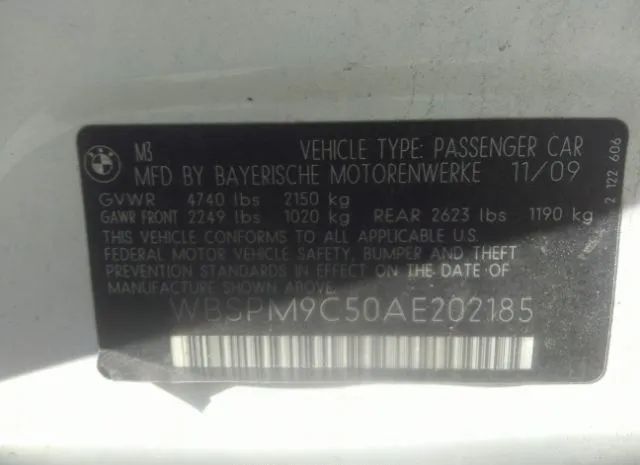 M3 VEHICLE TYPE: PASSENGER CAR
MFD BY BAYERISCHE MOTORENWERKE 11/09
GVWR 4740 lbs 2150 kg
GAWR FRONT 2249 lbs 1020 kg REAR 2623 lbs 1190 kg
THIS VEHICLE CONFORMS TO ALL APPLICABLE U.S.
FEDERAL MOTOR VEHICLE SAFETY, BUMPER AND THEFT
PREVENTION STANDARDS IN EFFECT ON THE DATE OF
MANUFACTURE SHOWN ABOVE.
WBSPM9C50AE202185
2 122 606